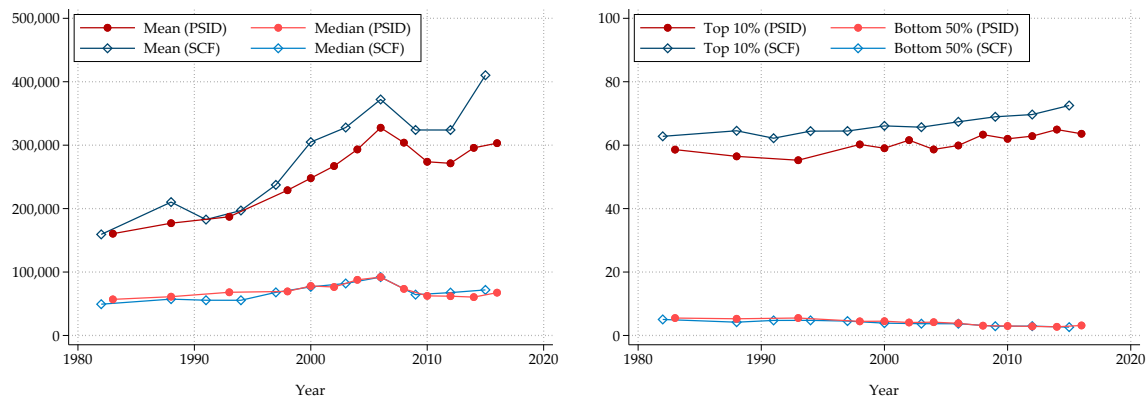 500,000
400,000
300,000
200,000
100,000
0
1980
1990
2000
2010
2020
Year
Mean (PSID)
Median (PSID)
Mean (SCF)
Median (SCF)
100
80
60
40
20
0
1980
1991
2000
2010
2020
Year
Top 10% (PSID)
Bottom 50% (PSID)
Top 10% (SCF)
Bottom 50% (SCF)